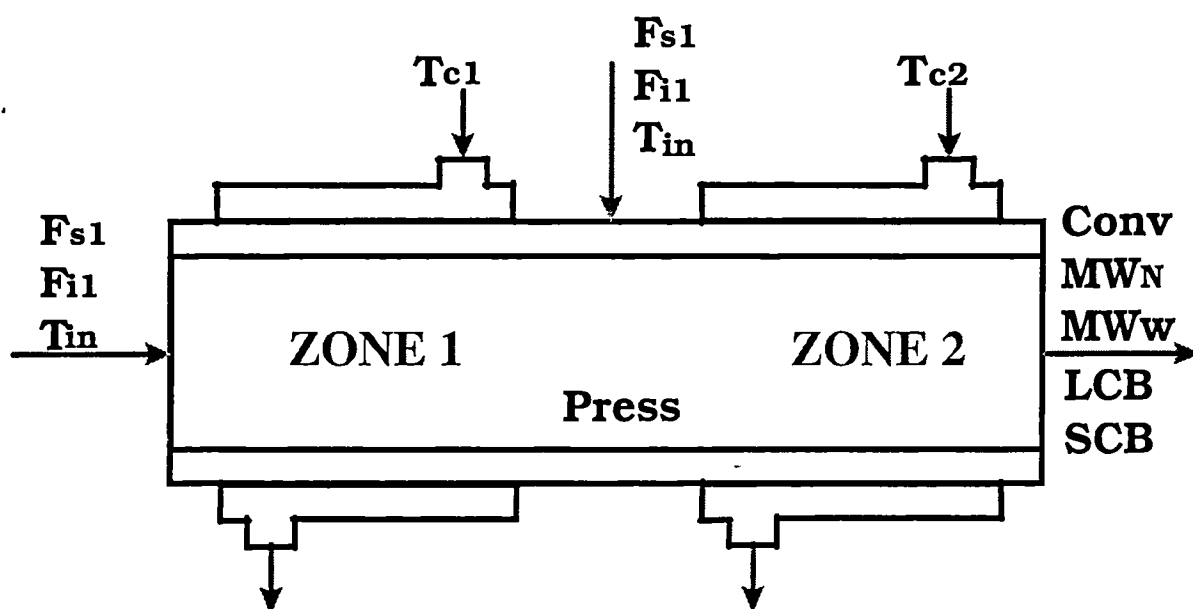 Fs1
Fi1
Tin
Tc1
Tc2
Fs1
Fi1
Tin
ZONE 1
ZONE 2
Press
Conv
MWN
MWw
LCB
SCB